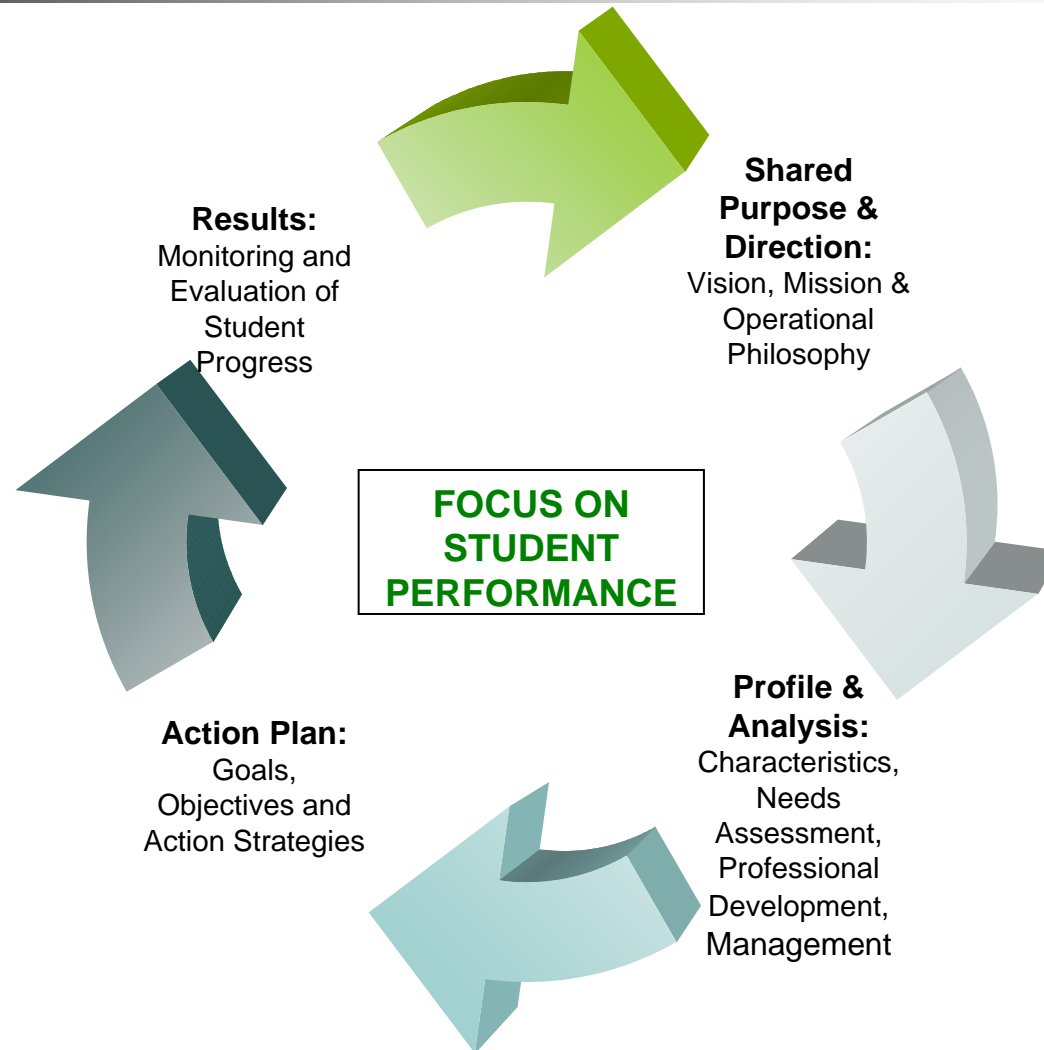 Shared
Purpose &
Direction:
Vision, Mission &
Operational
Philosophy
Results:
Monitoring and
Evaluation of
Student
Progress
FOCUS ON
STUDENT
PERFORMANCE
Profile &
Analysis:
Characteristics,
Needs
Assessment,
Professional
Development,
Management
Action Plan:
Goals,
Objectives and
Action Strategies